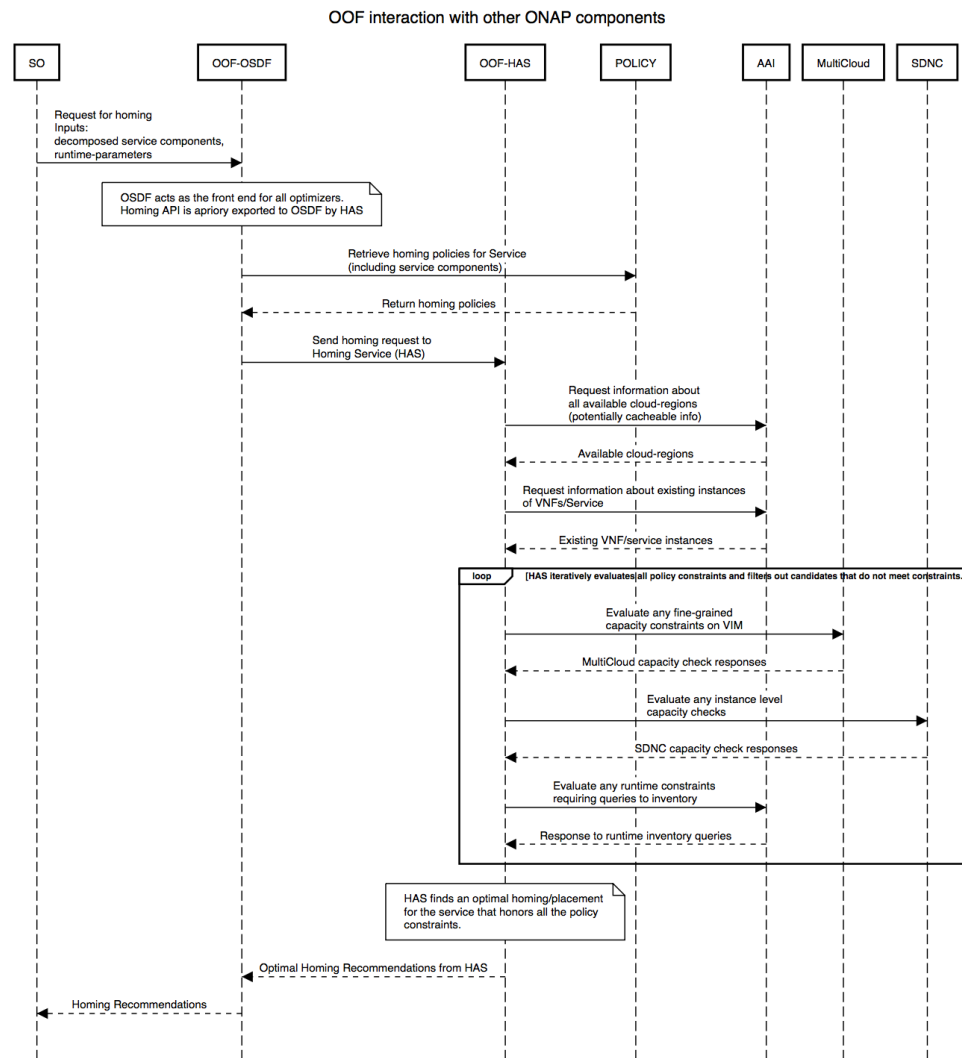 OOF interaction with other ONAP components
SO
OOF-OSDF
OOF-HAS
POLICY
AAI
MultiCloud
SDNC
Request for homing
Inputs:
decomposed service components,
runtime-parameters
OSDF acts as the front end for all optimizers.
Homing API is apriory exported to OSDF by HAS
Retrieve homing policies for Service
(including service components)
Return homing policies
Send homing request to
Homing Service (HAS)
Request information about
all available cloud-regions
(potentially cacheable info)
Available cloud-regions
Request information about existing instances
of VNFs/Service
Existing VNF/service instances
loop
[HAS iteratively evaluates all policy constraints and filters out candidates that do not meet constraints.
Evaluate any fine-grained
capacity constraints on VIM
MultiCloud capacity check responses
Evaluate any instance level
capacity checks
SDNC capacity check responses
Evaluate any runtime constraints
requiring queries to inventory
Response to runtime inventory queries
HAS finds an optimal homing/placement
for the service that honors all the policy
constraints.
Optimal Homing Recommendations from HAS
Homing Recommendations